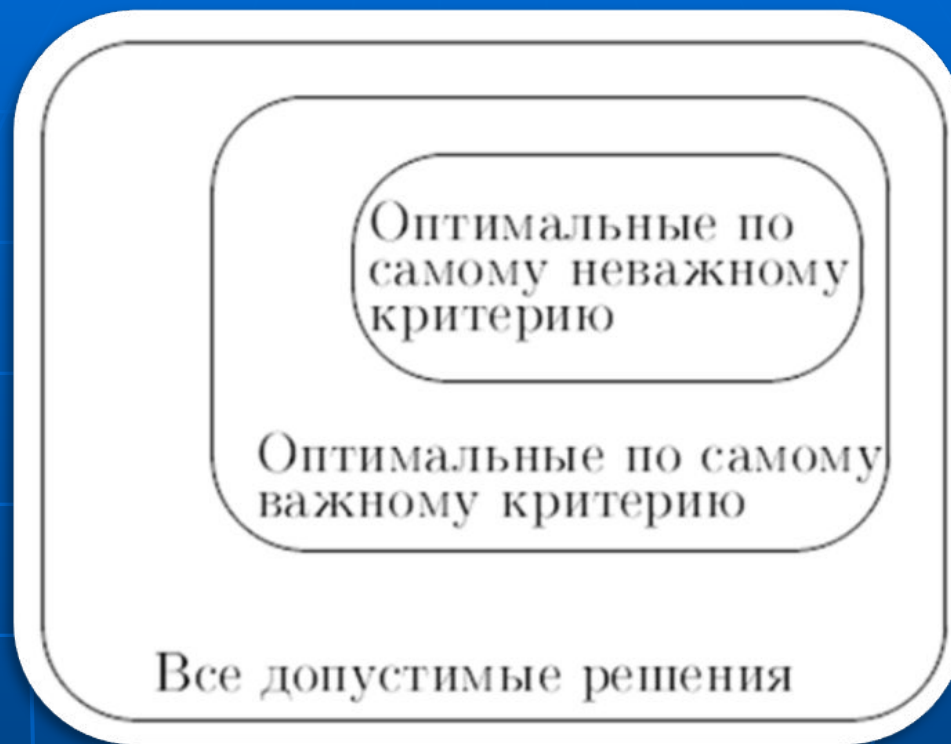 Оптимальные по
самому неважному
критерию
Оптимальные по самому
важному критерию
Все допустимые решения